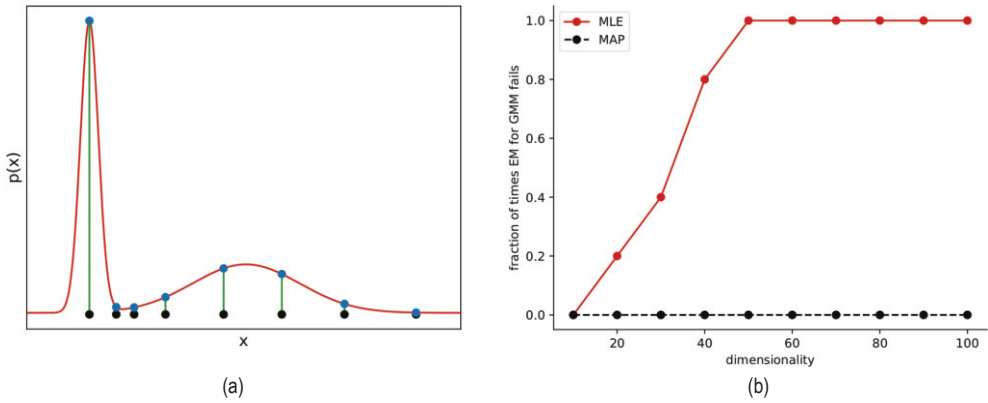 p(x)
x
(a)
fraction of times EM for GMM fails
1.0
0.8
0.6
0.4
0.2
0.0
MLE
MAP
20
40
60
80
100
dimensionality
(b)